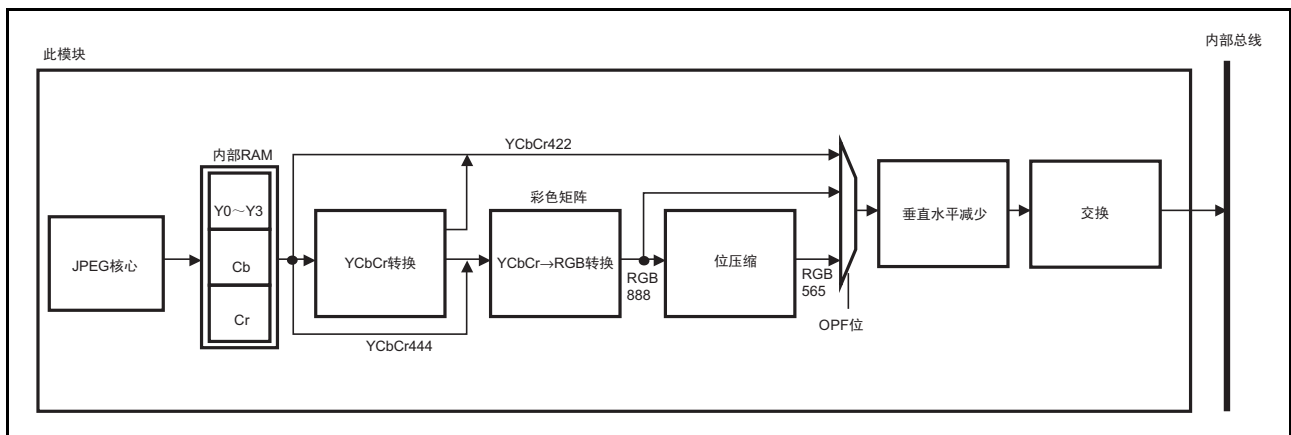 此模块
内部总线
YCbCr422
内部RAM
彩色矩阵
Y0～Y3
Cb
Cr
JPEG核心
YCbCr转换
YCbCr→RGB转换
RGB
888
位压缩
RGB
565
垂直水平减少
交换
OPF位
YCbCr444